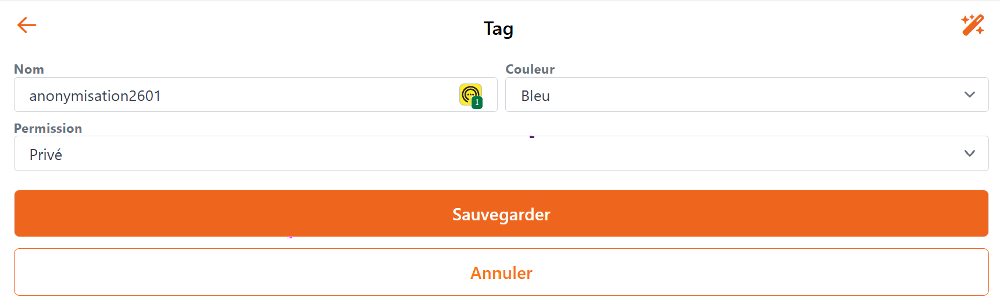 Tag
Nom
Couleur
anonymisation2601
1
Bleu
Permission
Privé
Sauvegarder
Annuler